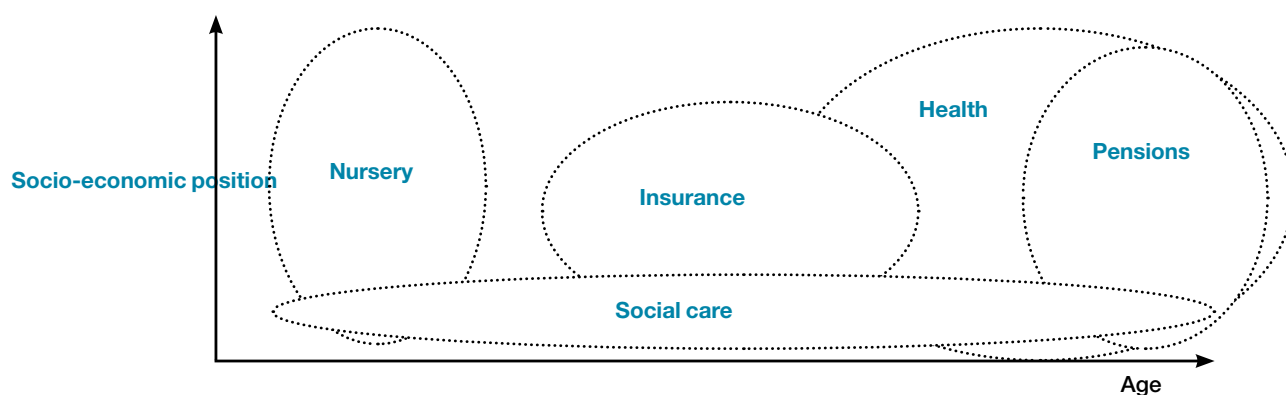 Health
Pensions
Nursery
Socio-economic position
Insurance
Social care
Age